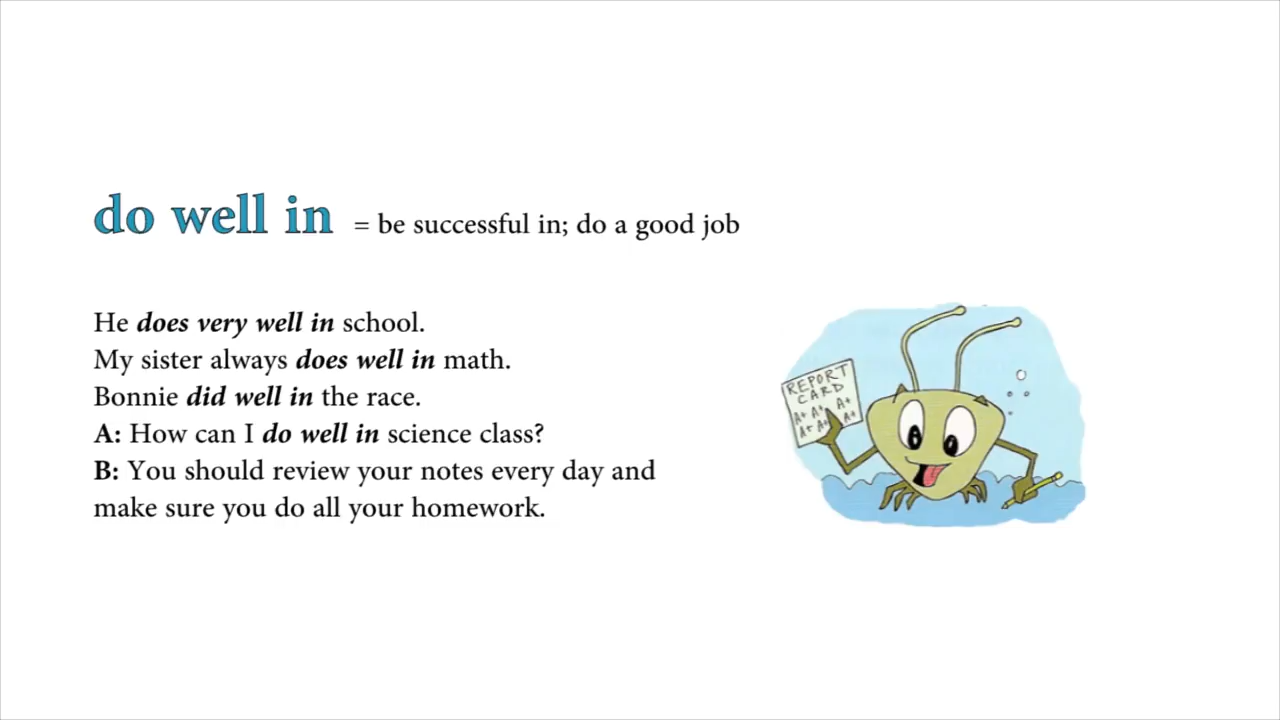 do well in = be successful in; do a good job
He does very well in school.
My sister always does well in math.
Bonnie did well in the race.
A: How can I do well in science class?
B: You should review your notes every day and
make sure you do all your homework.
REPORT
CARD
A+ A+ A+
A+ A+ A+